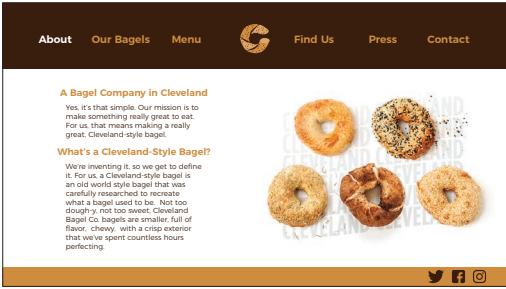 About Our Bagels Menu Find Us Press Contact
A Bagel Company in Cleveland
Yes, it's that simple. Our mission is to
make something really great to eat.
For us, that means making a really
great, Cleveland-style bagel.
What's a Cleveland-Style Bagel?
We're inventing it, so we get to define
it. For us, a Cleveland-style bagel is
an old world style bagel that was
carefully researched to recreate
what a bagel used to be. Not too
dough-y, not too sweet, Cleveland
Bagel Co. bagels are smaller, full of
flavor, chewy, with a crisp exterior
that we've spent countless hours
perfecting.